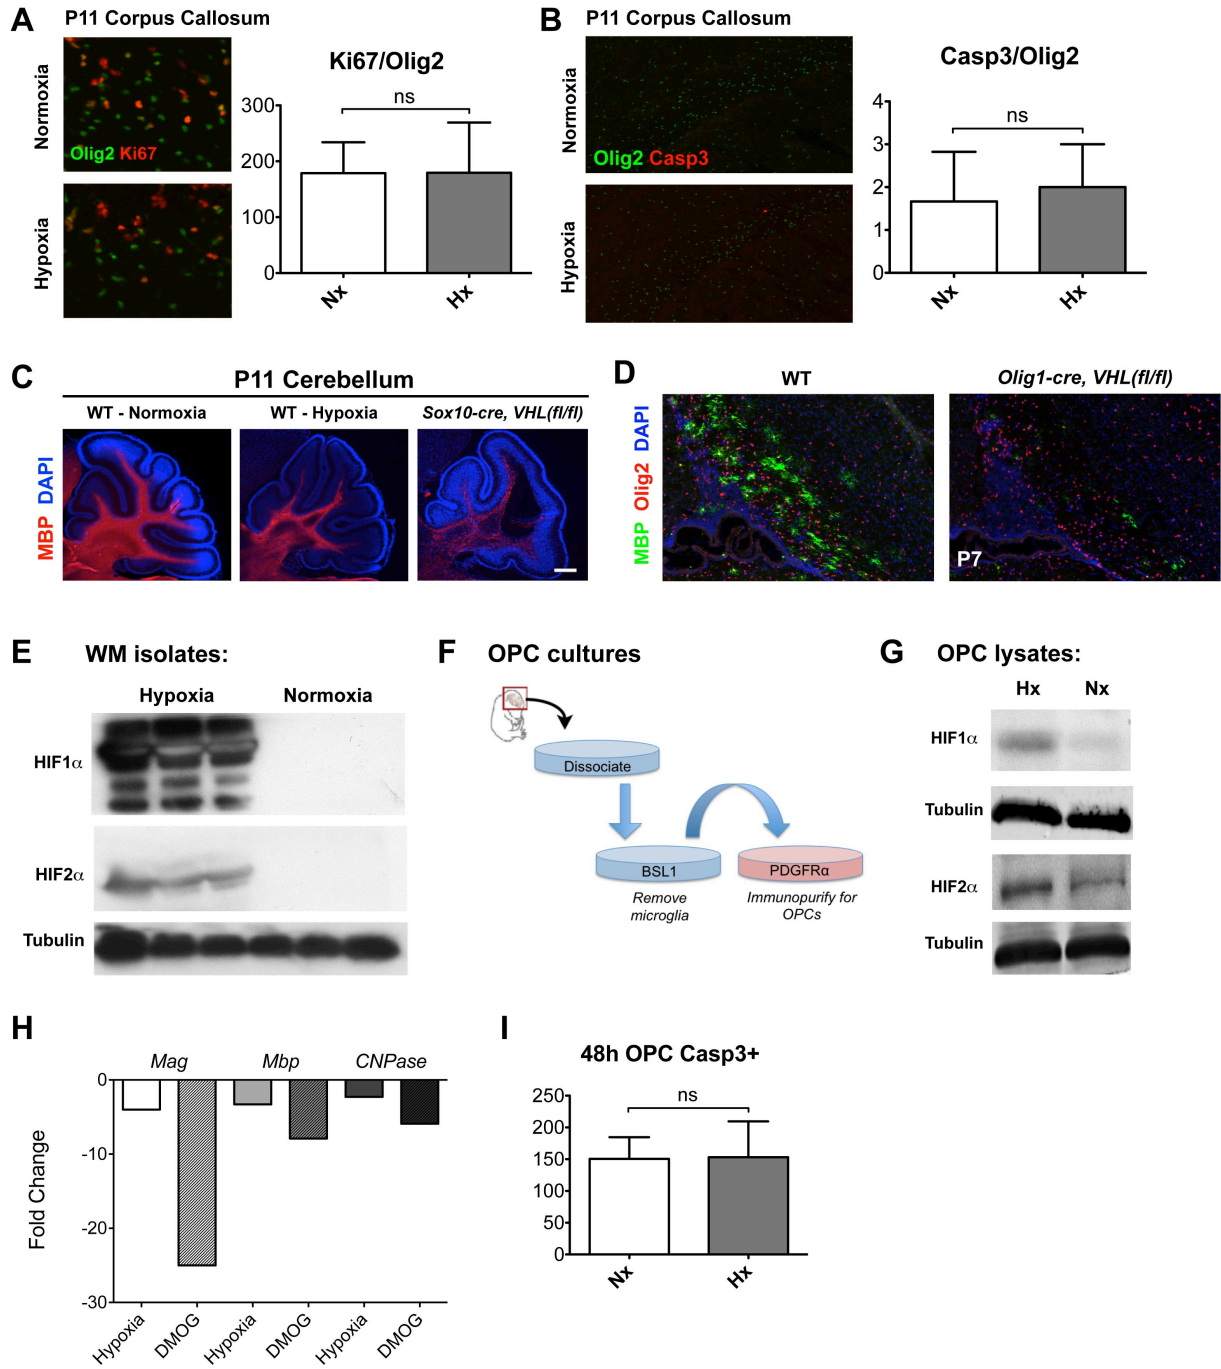 A P11 Corpus Callosum
Normoxia
Olig2 Ki67
Hypoxia
Ki67/Olig2
300
200
100
0
ns
Nx
Hx
B P11 Corpus Callosum
Normoxia
Olig2 Casp3
Hypoxia
Casp3/Olig2
4
3
2
1
0
ns
Nx
Hx
C P11 Cerebellum
WT - Normoxia
WT - Hypoxia
Sox10-cre, VHL(fl/fl)
MBP DAPI
D
WT
Olig1-cre, VHL(fl/fl)
MBP Olig2 DAPI
P7
E WM isolates:
Hypoxia
Normoxia
HIF1α
HIF2α
Tubulin
F OPC cultures
Dissociate
BSL1
PDGFRα
Remove
microglia
Immunopurify for
OPCs
G OPC lysates:
Hx
Nx
HIF1α
Tubulin
HIF2α
Tubulin
H
Mag
Mbp
CNPase
Fold Change
0
-10
-20
-30
Hypoxia
DMOG
Hypoxia
DMOG
Hypoxia
DMOG
I
48h OPC Casp3+
250
200
150
100
50
0
ns
Nx
Hx